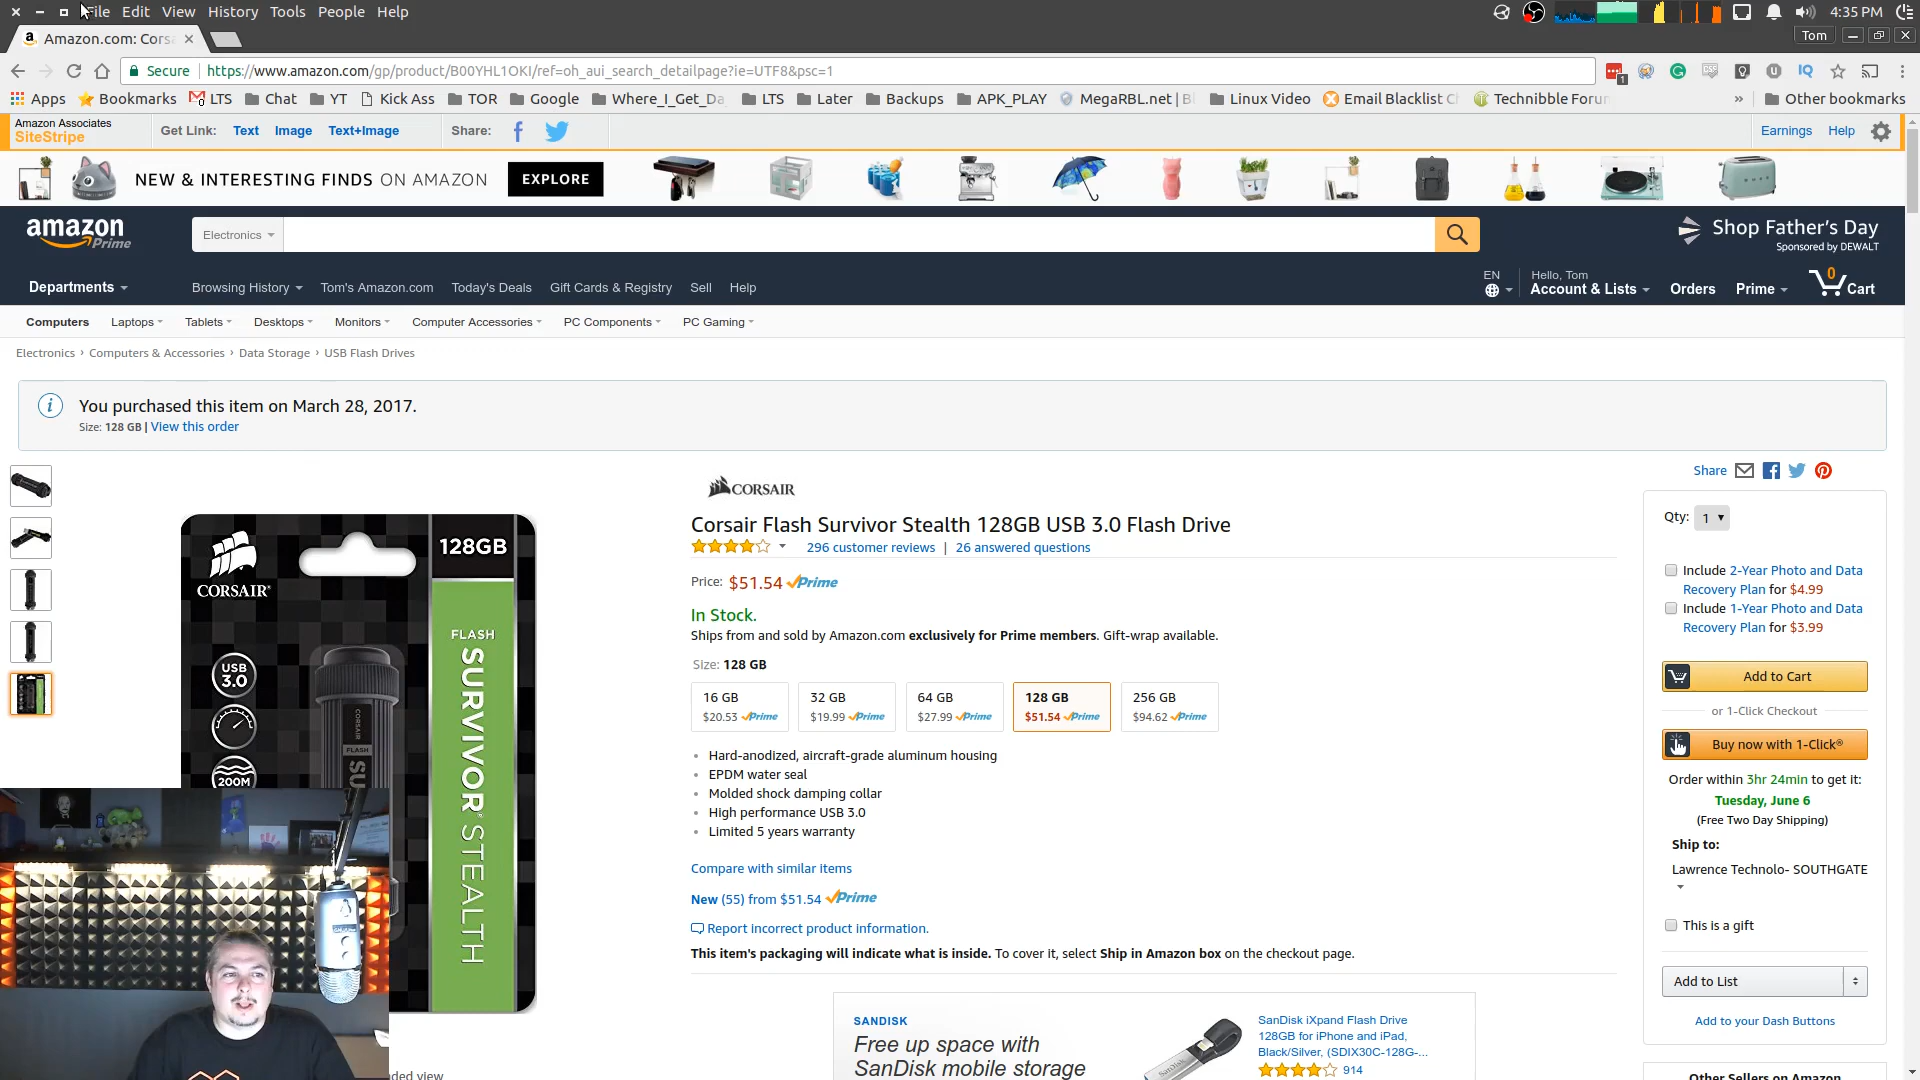 File Edit View History Tools People Help
4:35 PM
Amazon.com: Cors
Tom
Secure https://www.amazon.com/gp/product/B00YHL1OKI/ref=oh_aui_search_detailpage?ie=UTF8&psc=1
1
IQ
Apps Bookmarks LTS Chat YT Kick Ass TOR Google Where_I_Get_Da LTS Later Backups APK_PLAY MegaRBL.net | Bl Linux Video Email Blacklist C Technibble Forum » Other bookmarks
Amazon Associates
SiteStripe
Get Link: Text Image Text+Image Share: Earnings Help
NEW & INTERESTING FINDS ON AMAZON EXPLORE
amazon Prime
Electronics
Shop Father's Day
Sponsored by DEWALT
Departments Browsing History Tom's Amazon.com Today's Deals Gift Cards & Registry Sell Help
EN
Hello, Tom
Account & Lists Orders Prime 0 Cart
Computers Laptops Tablets Desktops Monitors Computer Accessories PC Components PC Gaming
Electronics › Computers & Accessories › Data Storage › USB Flash Drives
You purchased this item on March 28, 2017.
Size: 128 GB | View this order
Share
CORSAIR
Corsair Flash Survivor Stealth 128GB USB 3.0 Flash Drive
296 customer reviews | 26 answered questions
Price: $51.54 Prime
In Stock.
Ships from and sold by Amazon.com exclusively for Prime members. Gift-wrap available.
Size: 128 GB
16 GB
$20.53 Prime
32 GB
$19.99 Prime
64 GB
$27.99 Prime
128 GB
$51.54 Prime
256 GB
$94.62 Prime
Hard-anodized, aircraft-grade aluminum housing
EPDM water seal
Molded shock damping collar
High performance USB 3.0
Limited 5 years warranty
Compare with similar items
New (55) from $51.54 Prime
Report incorrect product information.
This item's packaging will indicate what is inside. To cover it, select Ship in Amazon box on the checkout page.
CORSAIR
128GB
USB 3.0
200M
FLASH
SURVIVOR STEALTH
CORSAIR
FLASH
SU
Qty: 1
Include 2-Year Photo and Data
Recovery Plan for $4.99
Include 1-Year Photo and Data
Recovery Plan for $3.99
Add to Cart
or 1-Click Checkout
Buy now with 1-Click®
Order within 3hr 24min to get it:
Tuesday, June 6
(Free Two Day Shipping)
Ship to:
Lawrence Technolo- SOUTHGATE
This is a gift
Add to List
Add to your Dash Buttons
Other Sellers on Amazon
SANDISK
Free up space with
SanDisk mobile storage
SanDisk iXpand Flash Drive
128GB for iPhone and iPad,
Black/Silver, (SDIX30C-128G-...
914
nded view